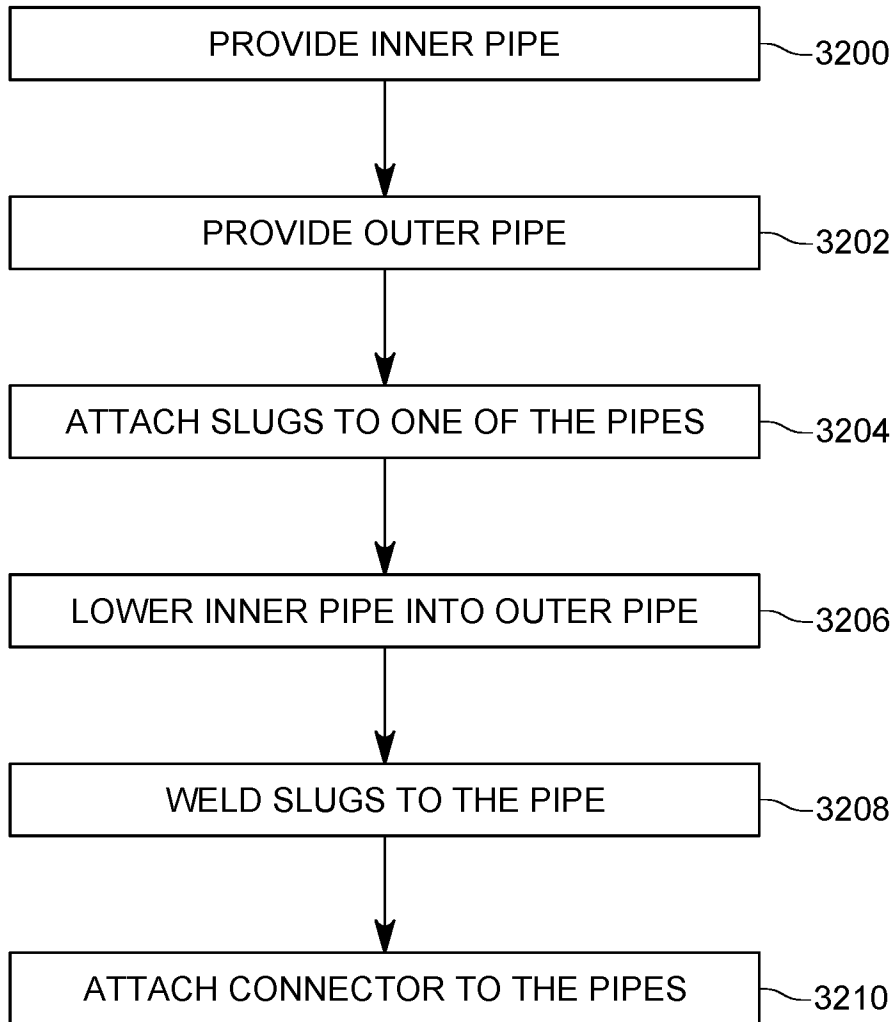 PROVIDE INNER PIPE
3200
PROVIDE OUTER PIPE
3202
ATTACH SLUGS TO ONE OF THE PIPES
3204
LOWER INNER PIPE INTO OUTER PIPE
3206
WELD SLUGS TO THE PIPE
3208
ATTACH CONNECTOR TO THE PIPES
3210